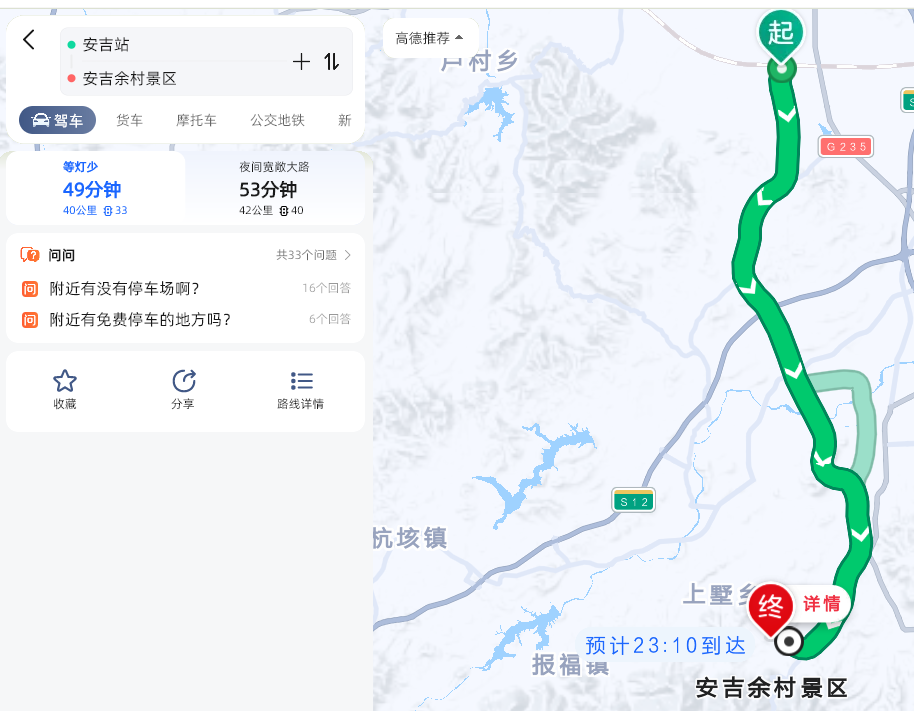 安吉站
安吉余村景区
驾车
货车
摩托车
公交地铁
新
等灯少
49分钟
40公里 33
夜间宽敞大路
53分钟
42公里 40
问问
共33个问题
问 附近有没有停车场啊?
16个回答
问 附近有免费停车的地方吗?
6个回答
收藏
分享
路线详情
高德推荐
起
G235
S
S12
杭垓镇
上墅乡
终
详情
预计23:10到达
报福镇
安吉余村景区